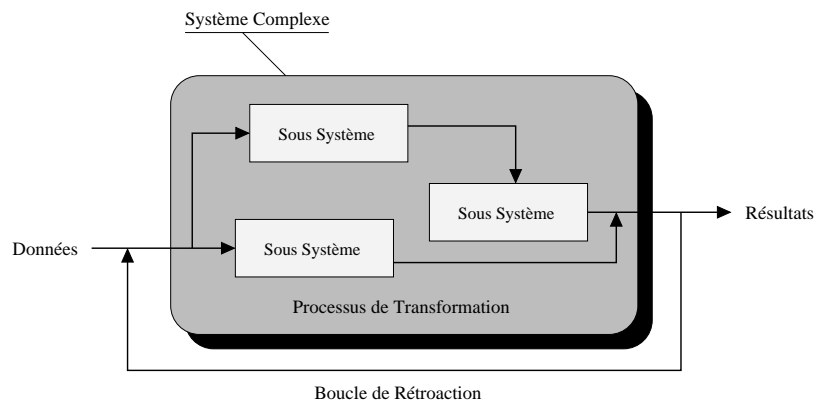 Système Complexe
Sous Système
Sous Système
Résultats
Données
Sous Système
Processus de Transformation
Boucle de Rétroaction